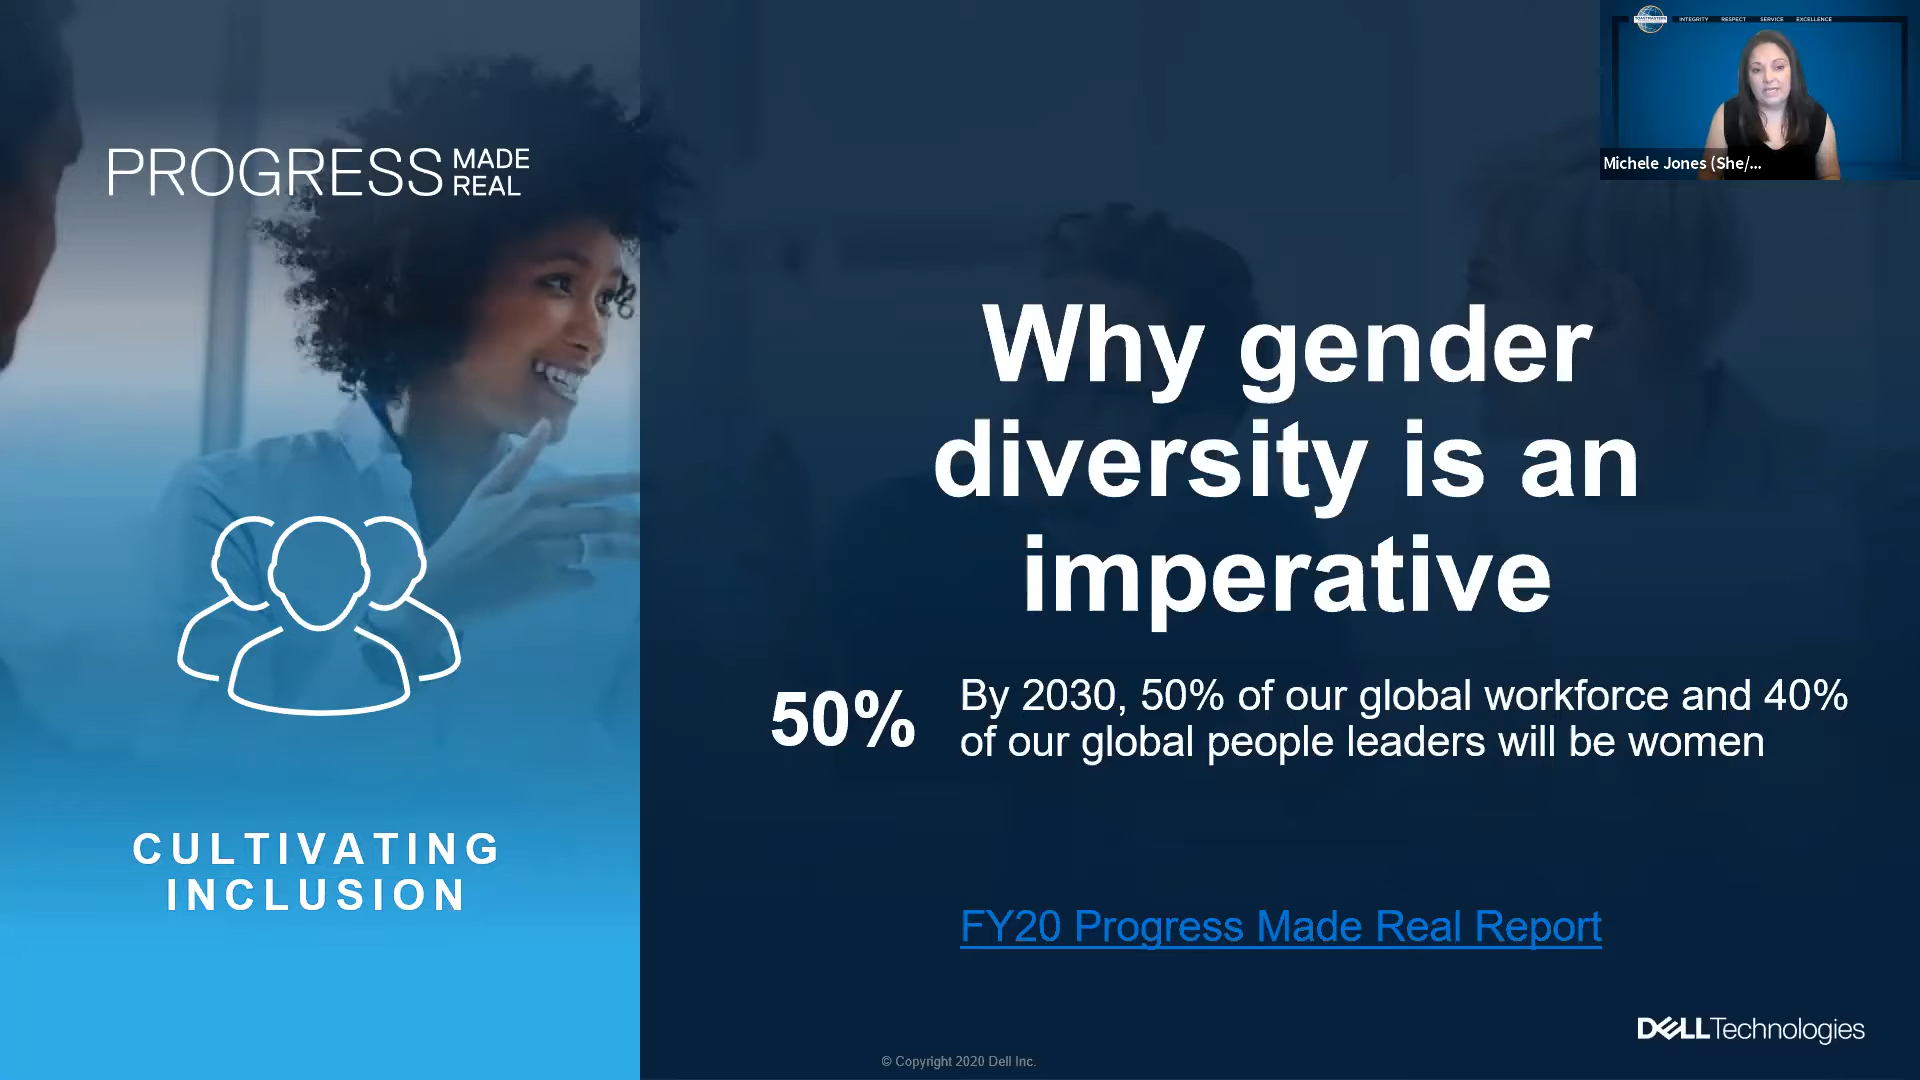 PROGRESS MADE REAL
CULTIVATING
INCLUSION
TOASTMASTERS
INTEGRITY RESPECT SERVICE EXCELLENCE
Michele Jones (She/...
Why gender
diversity is an
imperative
50%
By 2030, 50% of our global workforce and 40%
of our global people leaders will be women
FY20 Progress Made Real Report
DELLTechnologies
© Copyright 2020 Dell Inc.